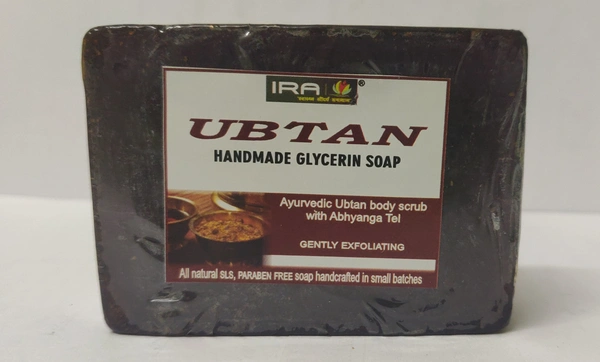 IRA ®
UBTAN
HANDMADE GLYCERIN SOAP
Ayurvedic Ubtan body scrub
with Abhyanga Tel
GENTLY EXFOLIATING
All natural SLS, PARABEN FREE soap handcrafted in small batches